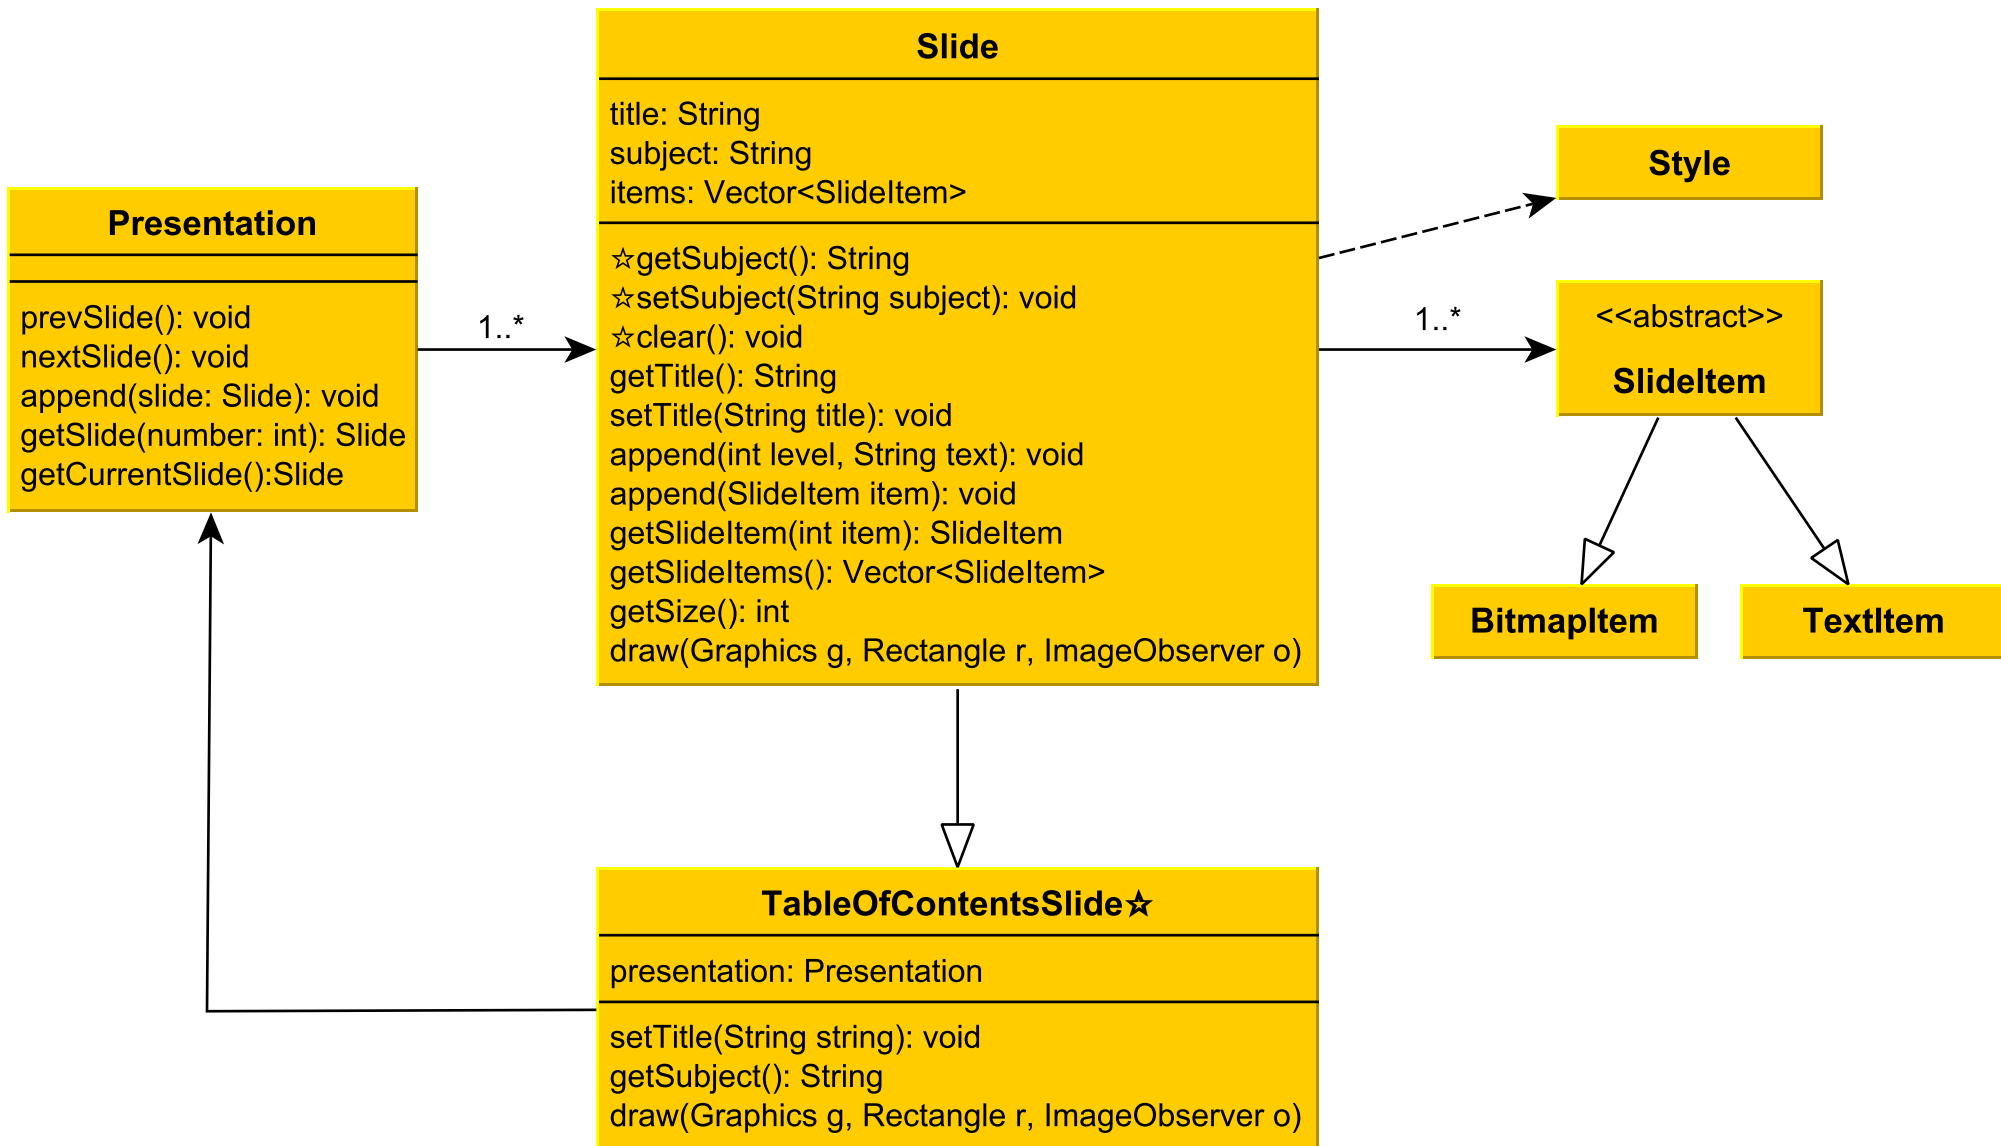 Presentation
prevSlide(): void
nextSlide(): void
append(slide: Slide): void
getSlide(number: int): Slide
getCurrentSlide():Slide
1..*
Slide
title: String
subject: String
items: Vector<SlideItem>
☆getSubject(): String
☆setSubject(String subject): void
☆clear(): void
getTitle(): String
setTitle(String title): void
append(int level, String text): void
append(SlideItem item): void
getSlideItem(int item): SlideItem
getSlideItems(): Vector<SlideItem>
getSize(): int
draw(Graphics g, Rectangle r, ImageObserver o)
Style
1..*
<<abstract>>
SlideItem
BitmapItem
TextItem
TableOfContentsSlide☆
presentation: Presentation
setTitle(String string): void
getSubject(): String
draw(Graphics g, Rectangle r, ImageObserver o)